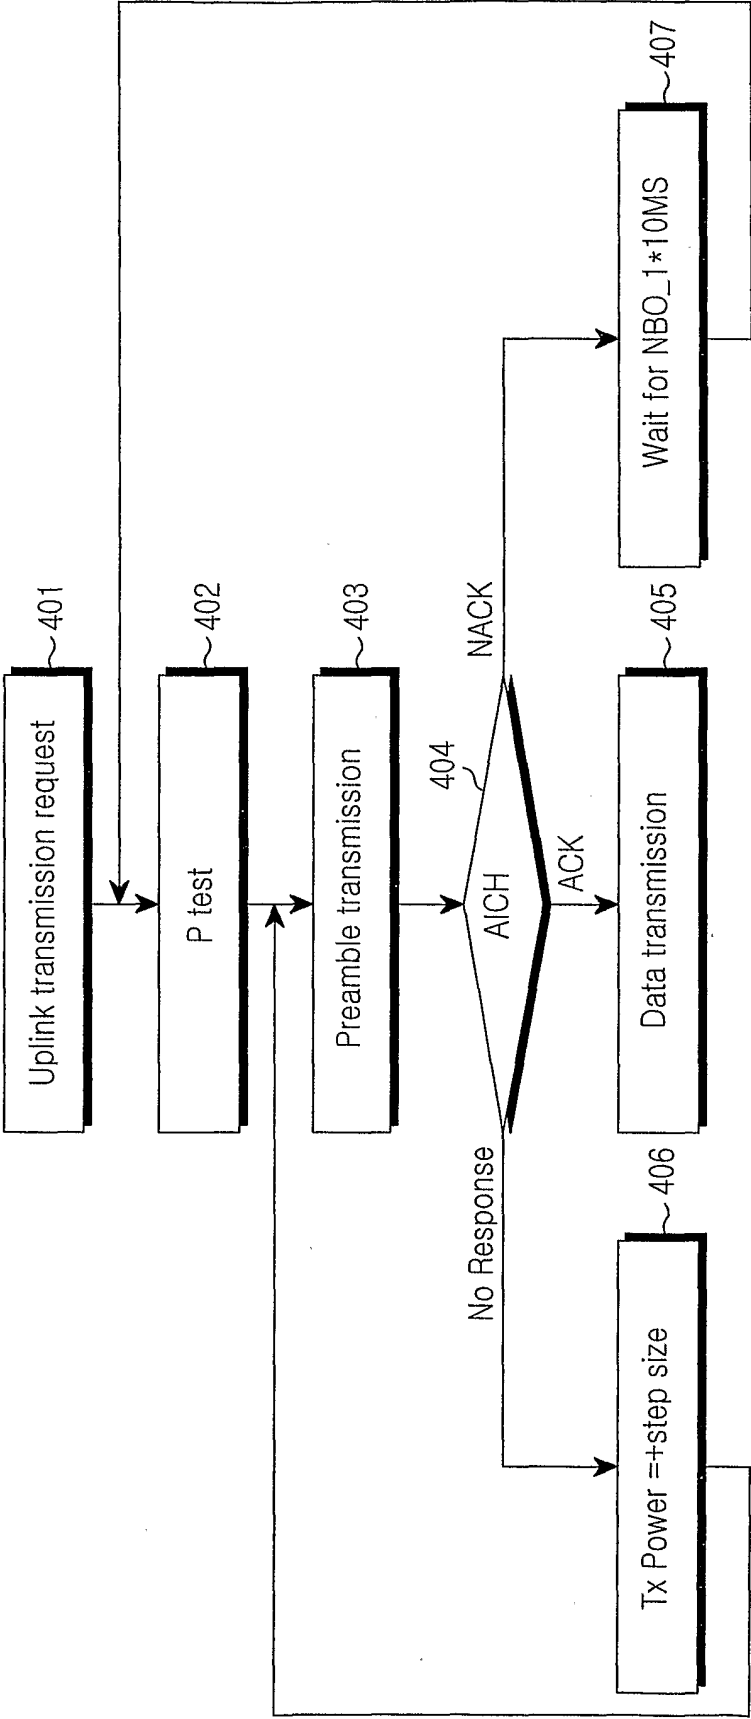 Uplink transmission request
401
P test
402
Preamble transmission
403
404
AICH
No Response
NACK
ACK
Tx Power =+step size
406
Data transmission
405
Wait for NBO_1*10MS
407